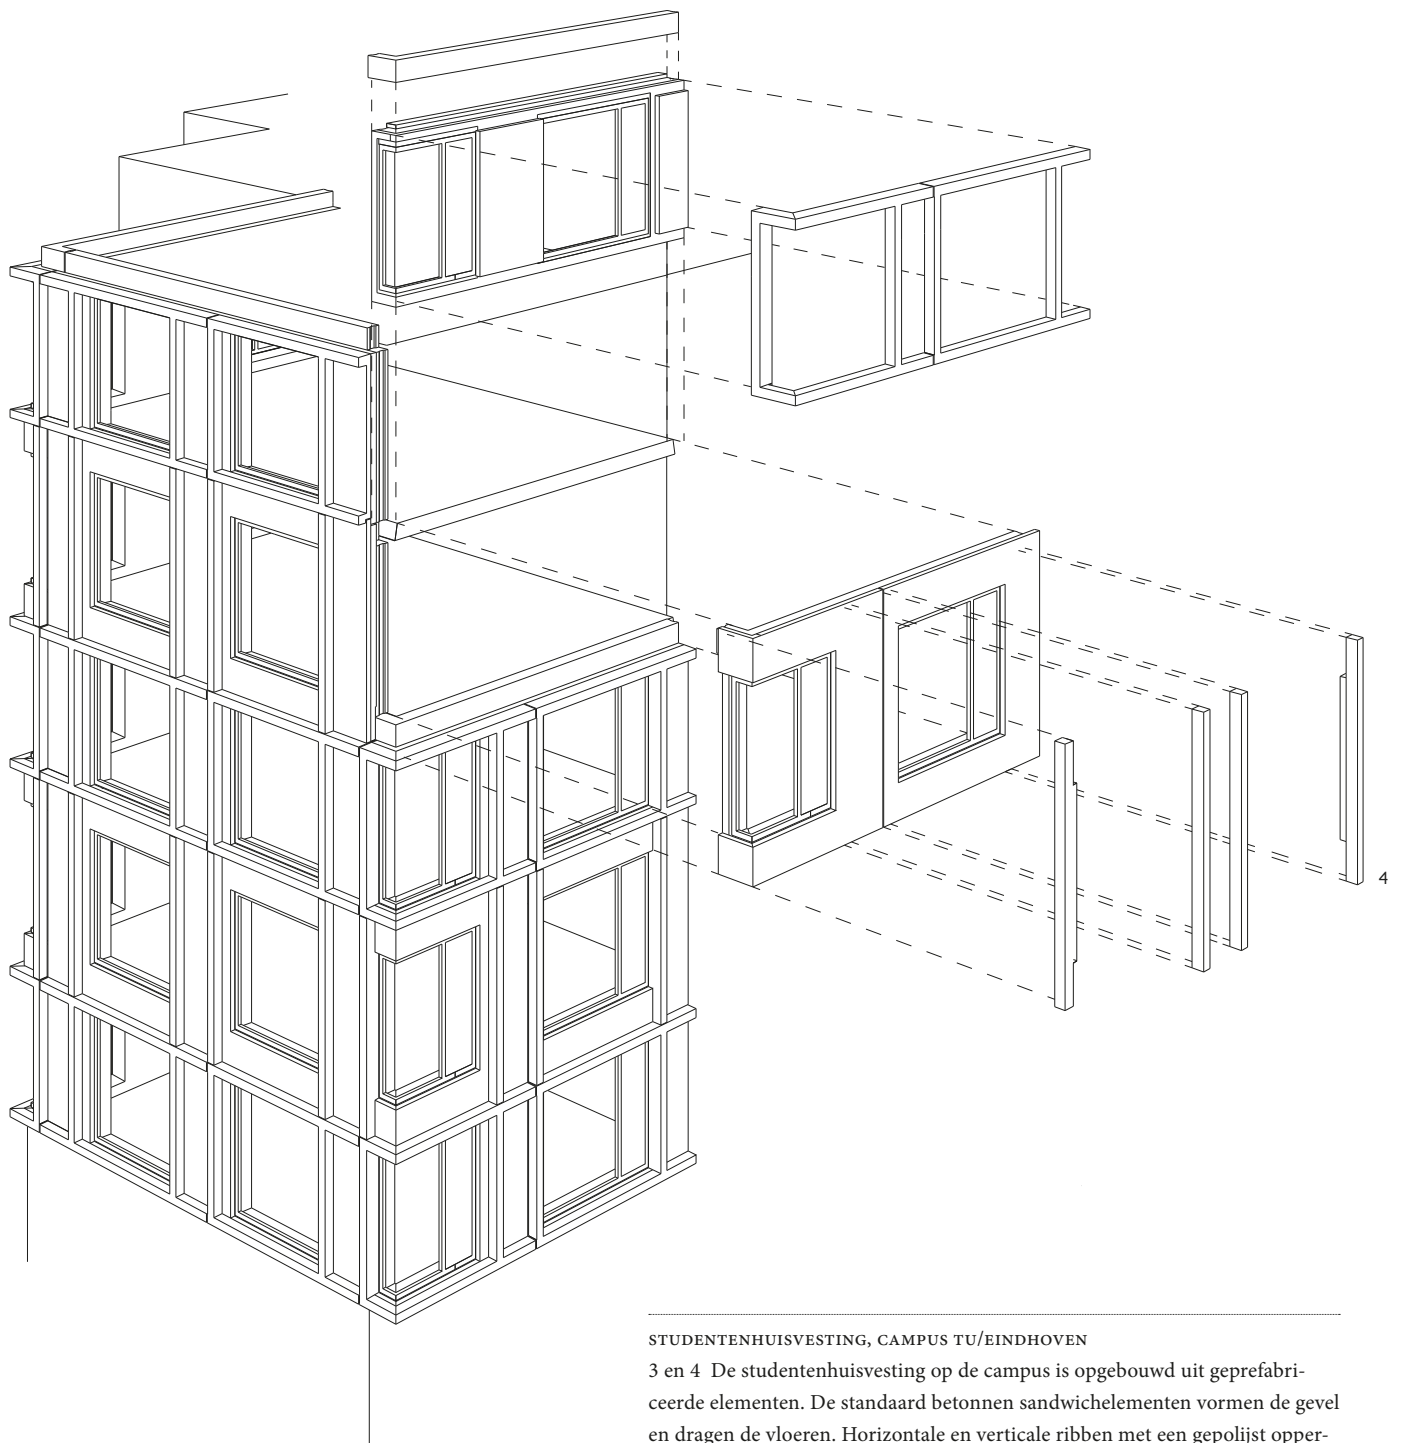 4
STUDENTENHUISVESTING, CAMPUS TU/EINDHOVEN
3 en 4 De studentenhuisvesting op de campus is opgebouwd uit geprefabri-
ceerde elementen. De standaard betonnen sandwichelementen vormen de gevel
en dragen de vloeren. Horizontale en verticale ribben met een gepolijst opper-